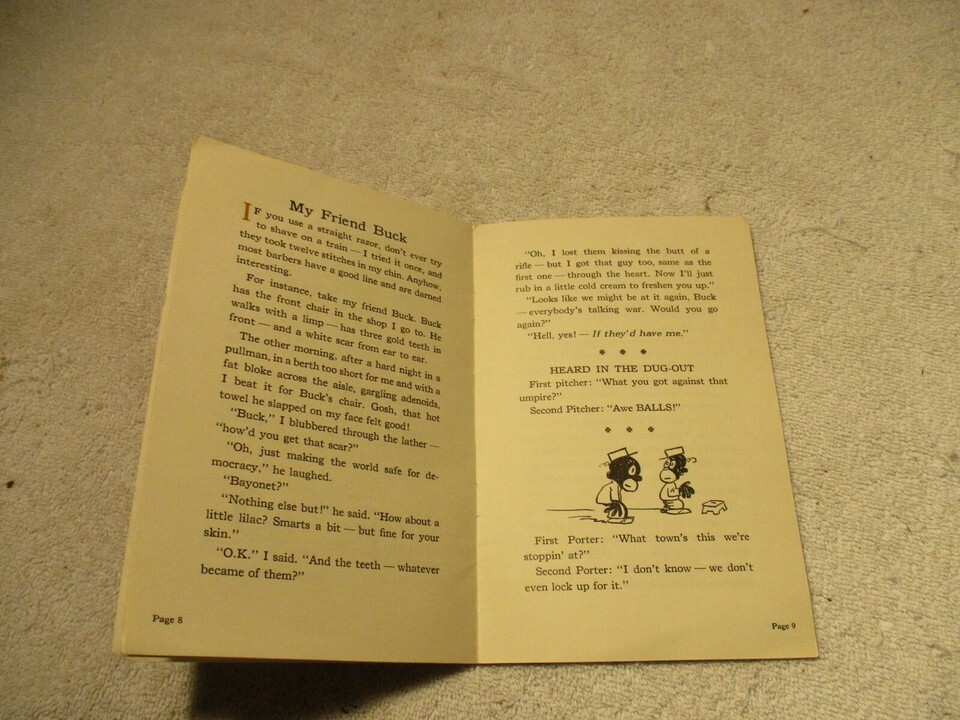 My Friend Buck
IF you use a straight razor, don't ever try
to shave on a train — I tried it once, and
they took twelve stitches in my chin. Anyhow,
most barbers have a good line and are darned
interesting.
For instance, take my friend Buck. Buck
has the front chair in the shop I go to. He
walks with a limp — has three gold teeth in
front — and a white scar from ear to ear.
The other morning, after a hard night in a
pullman, in a berth too short for me and with a
fat bloke across the aisle, gargling adenoids,
I beat it for Buck's chair. Gosh, that hot
towel he slapped on my face felt good!
"Buck," I blubbered through the lather —
"how'd you get that scar?"
"Oh, just making the world safe for de-
mocracy," he laughed.
"Bayonet?"
"Nothing else but!" he said. "How about a
little lilac? Smarts a bit — but fine for your
skin."
"O.K." I said. "And the teeth — whatever
became of them?"
Page 8
"Oh, I lost them kissing the butt of a
rifle — but I got that guy too, same as the
first one — through the heart. Now I'll just
rub in a little cold cream to freshen you up."
"Looks like we might be at it again, Buck
— everybody's talking war. Would you go
again?"
"Hell, yes! — If they'd have me."
HEARD IN THE DUG-OUT
First pitcher: "What you got against that
umpire?"
Second Pitcher: "Awe BALLS!"
First Porter: "What town's this we're
stoppin' at?"
Second Porter: "I don't know — we don't
even lock up for it."
Page 9